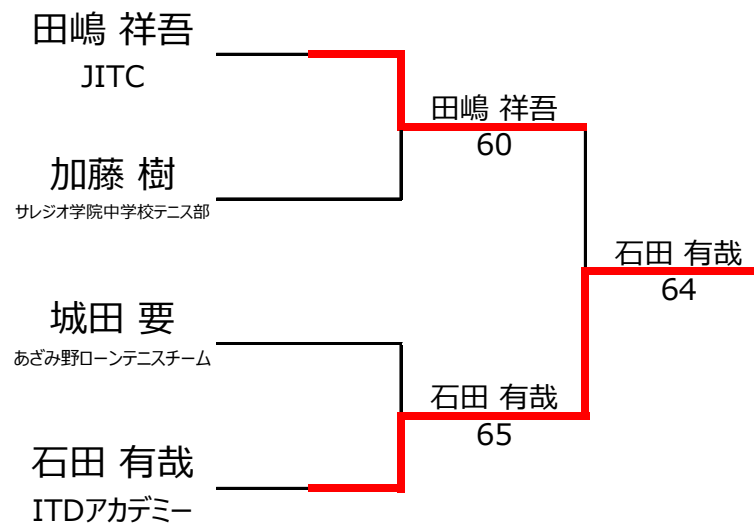 田嶋 祥吾
JITC
加藤 樹
サレジオ学院中学校テニス部
城田 要
あざみ野ローンテニスチーム
石田 有哉
ITDアカデミー
田嶋 祥吾
60
石田 有哉
65
石田 有哉
64